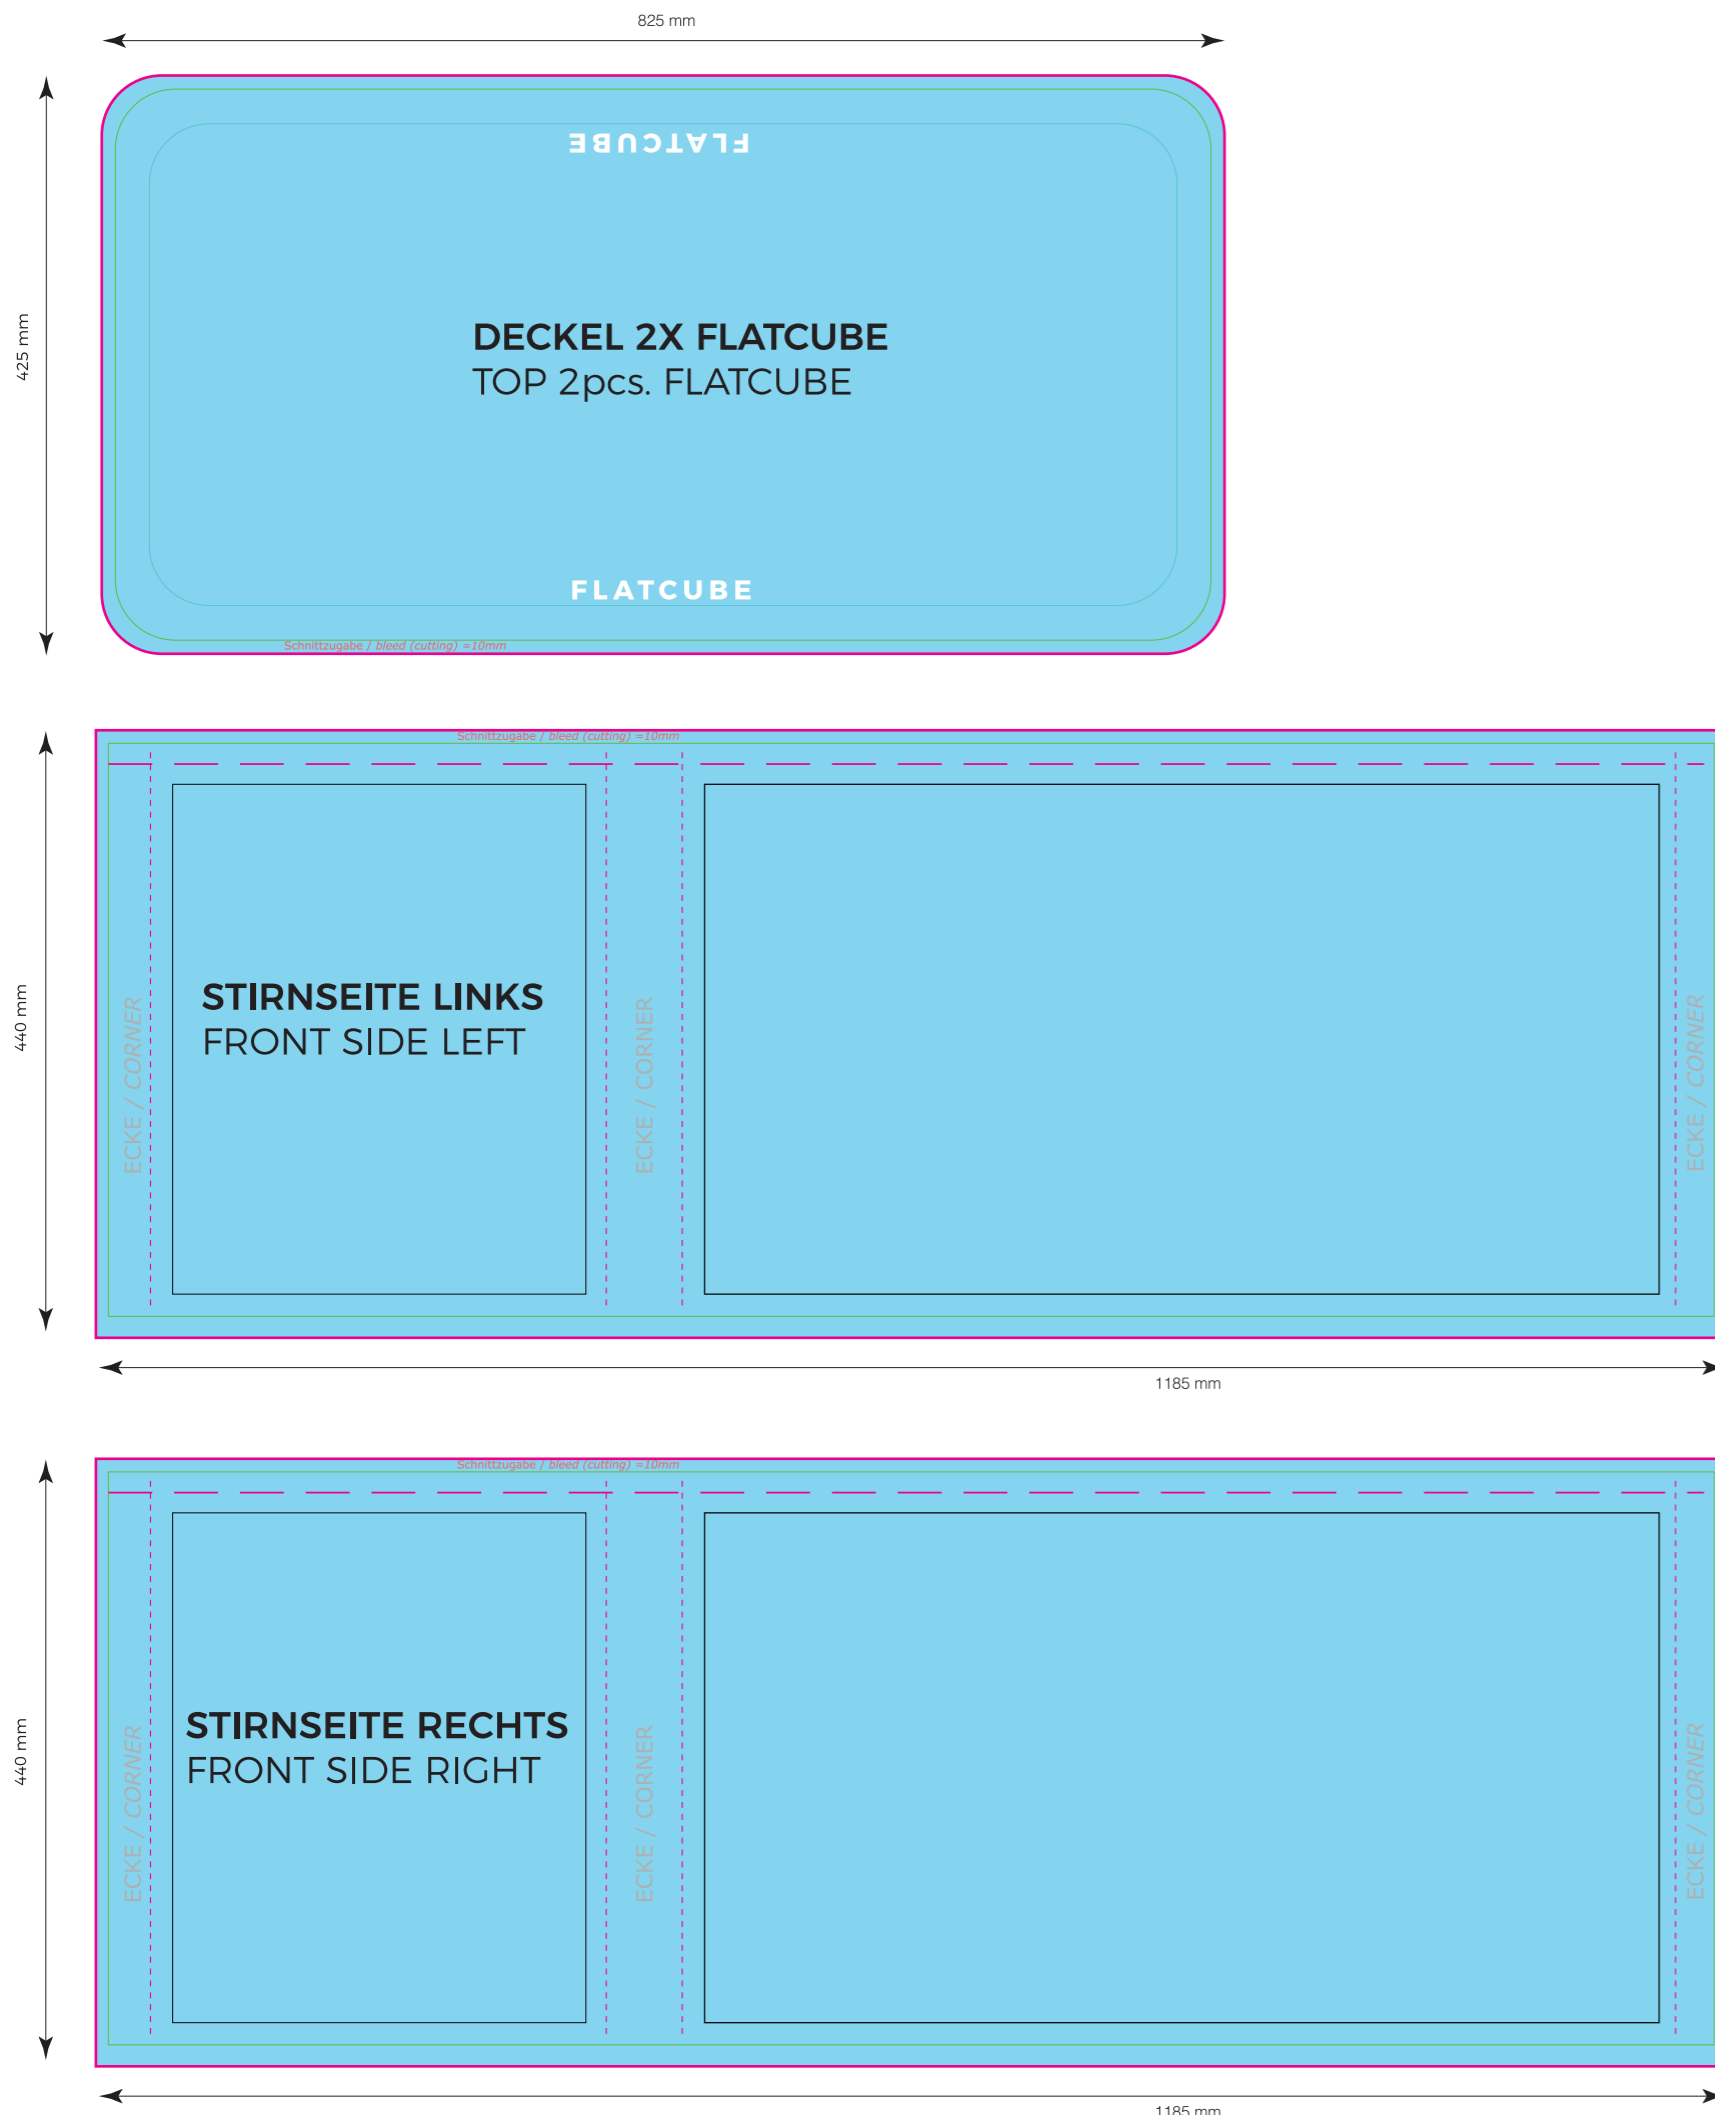 825 mm
425 mm
FLATCUBE
DECKEL 2X FLATCUBE
TOP 2pcs. FLATCUBE
FLATCUBE
Schnittzugabe / bleed (cutting) =10mm
Schnittzugabe / bleed (cutting) =10mm
440 mm
ECKE / CORNER
STIRNSEITE LINKS
FRONT SIDE LEFT
ECKE / CORNER
ECKE / CORNER
1185 mm
Schnittzugabe / bleed (cutting) =10mm
440 mm
ECKE / CORNER
STIRNSEITE RECHTS
FRONT SIDE RIGHT
ECKE / CORNER
ECKE / CORNER
1185 mm